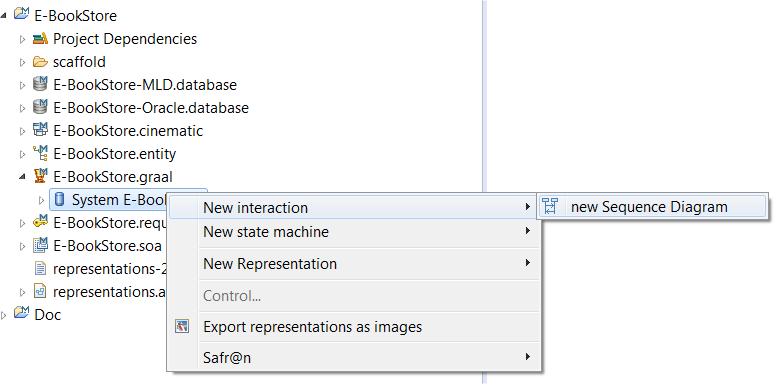 E-BookStore
Project Dependencies
scaffold
E-BookStore-MLD.database
E-BookStore-Oracle.database
E-BookStore.cinematic
E-BookStore.entity
E-BookStore.graal
System E-Boo
New interaction
new Sequence Diagram
E-BookStore.requ
New state machine
E-BookStore.soa
representations-2
New Representation
representations.a
Control...
Doc
Export representations as images
Safr@n